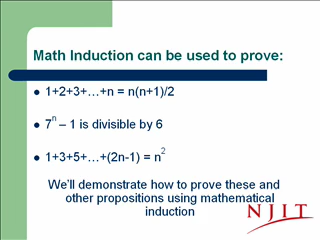 Math Induction can be used to prove:
1+2+3+…+n = n(n+1)/2
7ⁿ – 1 is divisible by 6
1+3+5+…+(2n-1) = n²
We'll demonstrate how to prove these and
other propositions using mathematical
induction
NJIT